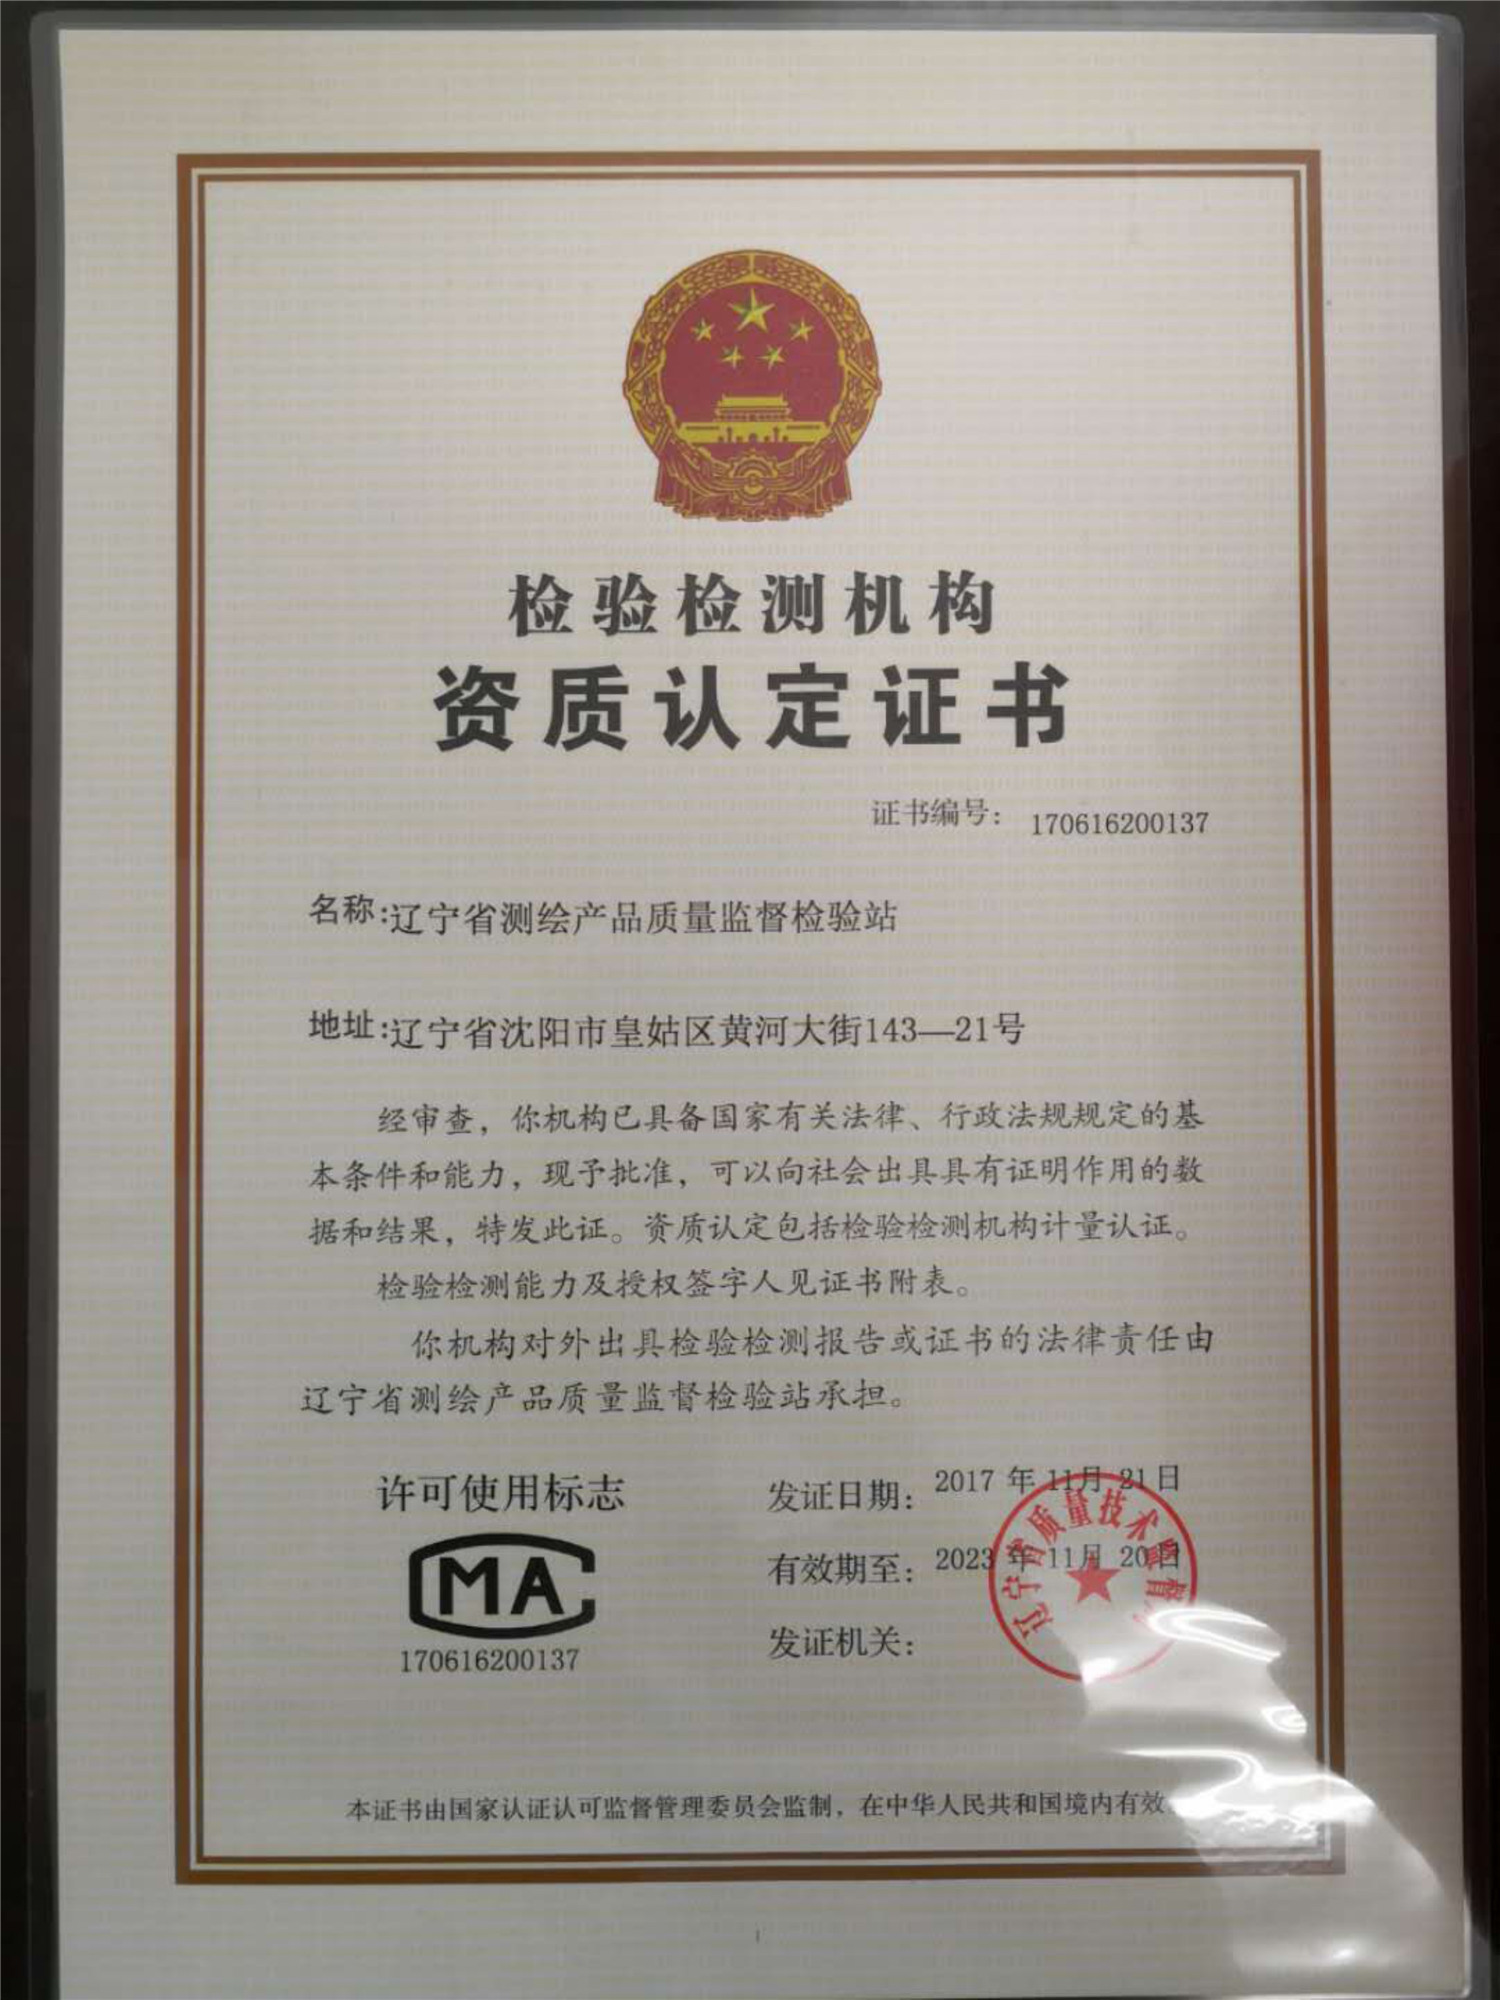 检验检测机构
资质认定证书
证书编号：170616200137
名称:辽宁省测绘产品质量监督检验站
地址:辽宁省沈阳市皇姑区黄河大街143—21号
经审查，你机构已具备国家有关法律、行政法规规定的基
本条件和能力，现予批准，可以向社会出具具有证明作用的数
据和结果，特发此证。资质认定包括检验检测机构计量认证。
检验检测能力及授权签字人见证书附表。
你机构对外出具检验检测报告或证书的法律责任由
辽宁省测绘产品质量监督检验站承担。
许可使用标志
MA
170616200137
发证日期：2017 年 11月 21日
有效期至：2023 年 11月 20日
发证机关：
辽宁省质量技术监督
本证书由国家认证认可监督管理委员会监制，在中华人民共和国境内有效
1